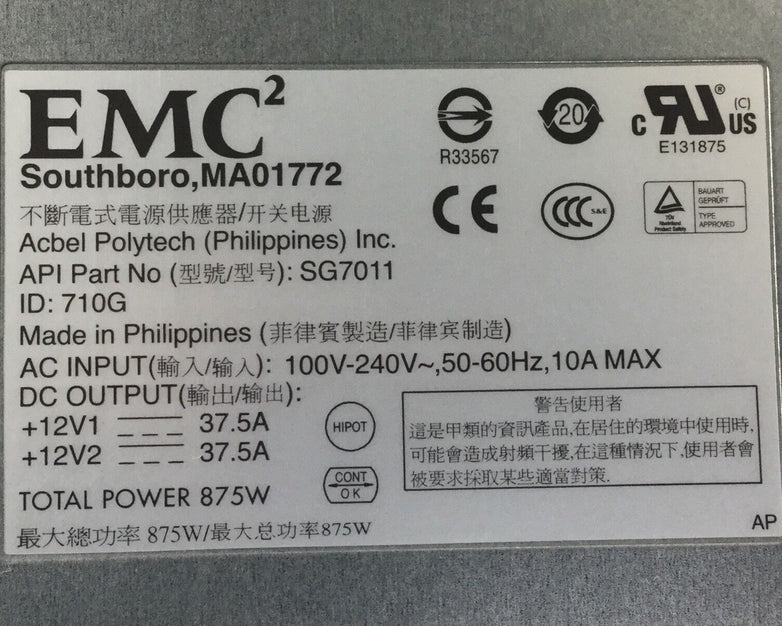 EMC²
Southboro,MA01772
不斷電式電源供應器/开关电源
Acbel Polytech (Philippines) Inc.
API Part No (型號/型号): SG7011
ID: 710G
Made in Philippines (菲律賓製造/菲律宾制造)
AC INPUT(輸入/输入): 100V-240V~,50-60Hz,10A MAX
DC OUTPUT(輸出/输出):
+12V1 37.5A
+12V2 37.5A
TOTAL POWER 875W
最大總功率 875W/最大总功率875W
R33567
20
C RU® (C) US
E131875
CE
CCC S&E
TÜV Rheinland Product Safety
BAUART
GEPRÜFT
TYPE
APPROVED
HIPOT
CONT
OK
警告使用者
這是甲類的資訊產品,在居住的環境中使用時,
可能會造成射頻干擾,在這種情況下,使用者會
被要求採取某些適當對策.
AP